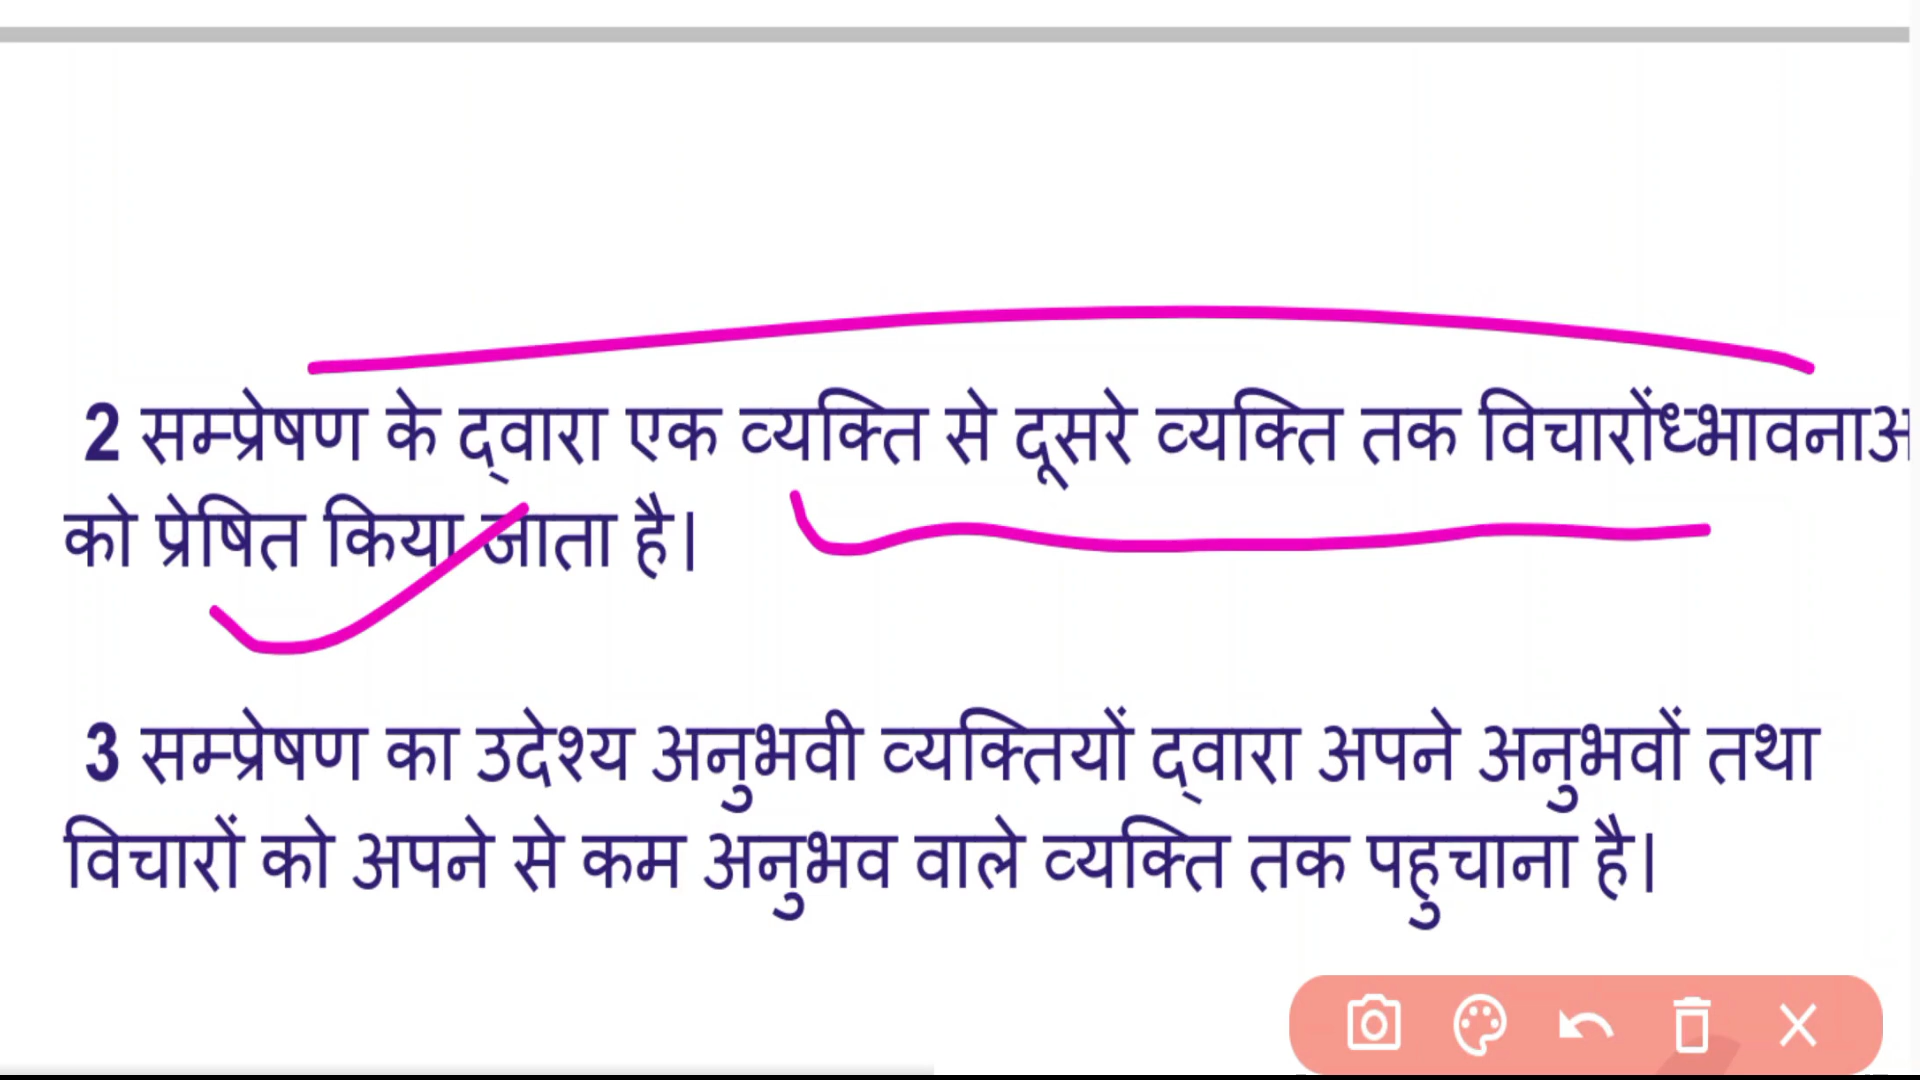 2 सम्प्रेषण के द्वारा एक व्यक्ति से दूसरे व्यक्ति तक विचारोंध्भावनाअ
को प्रेषित किया जाता है।
3 सम्प्रेषण का उदेश्य अनुभवी व्यक्तियों द्वारा अपने अनुभवों तथा
विचारों को अपने से कम अनुभव वाले व्यक्ति तक पहुचाना है।